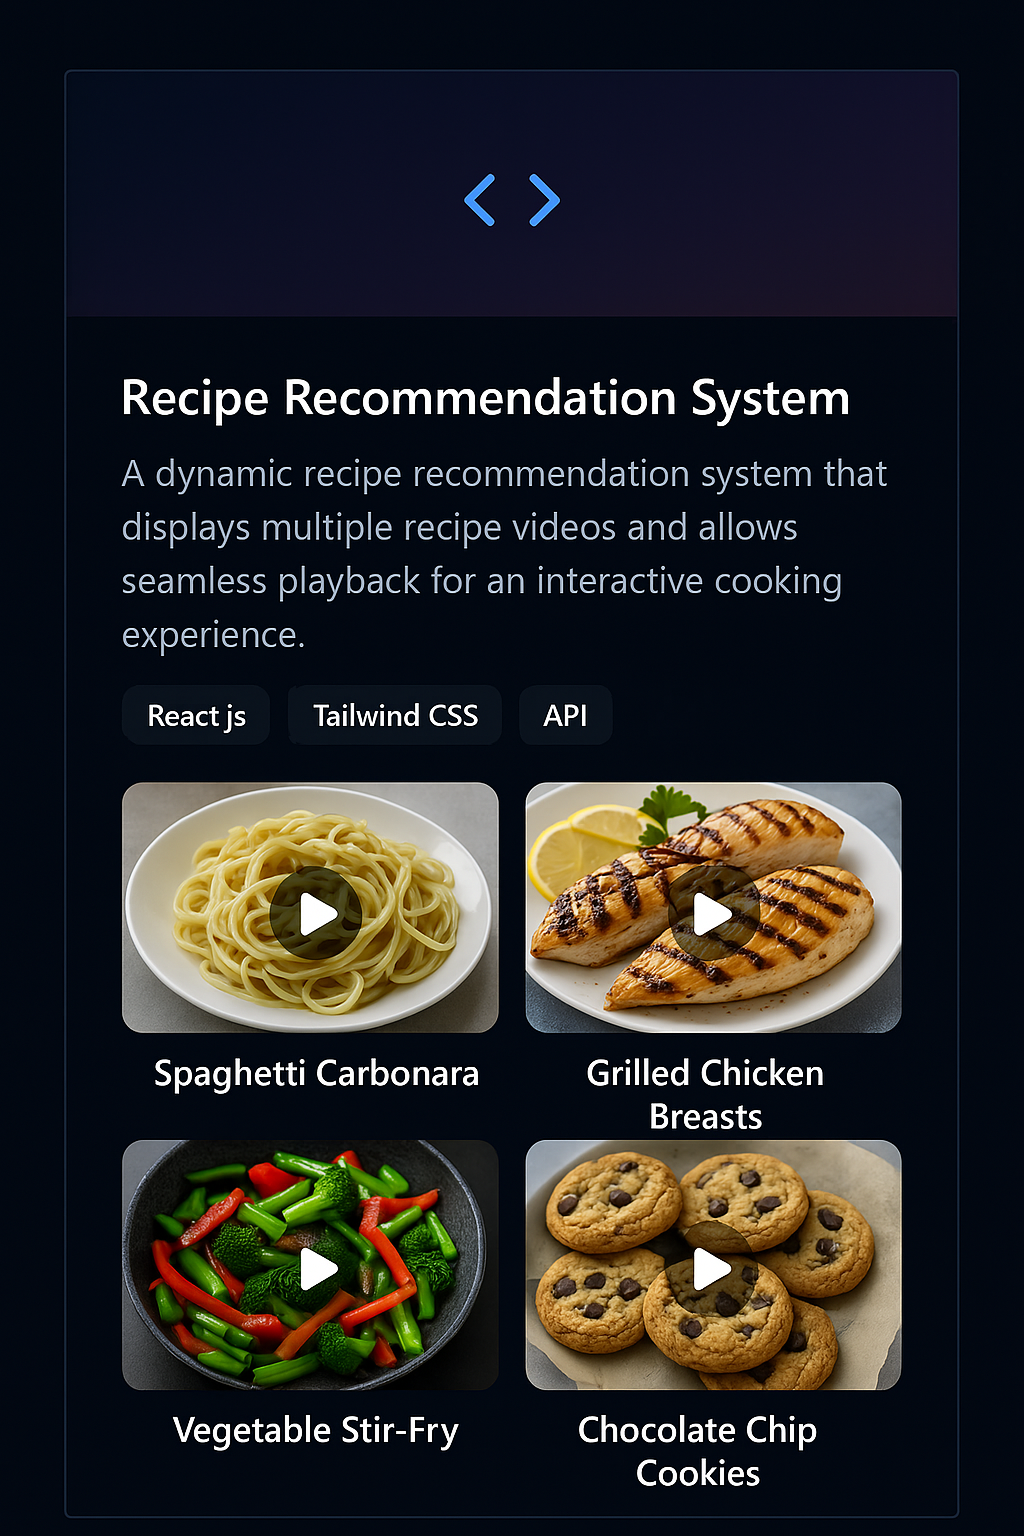 Recipe Recommendation System
A dynamic recipe recommendation system that
displays multiple recipe videos and allows
seamless playback for an interactive cooking
experience.
React js
Tailwind CSS
API
Spaghetti Carbonara
Grilled Chicken
Breasts
Vegetable Stir-Fry
Chocolate Chip
Cookies